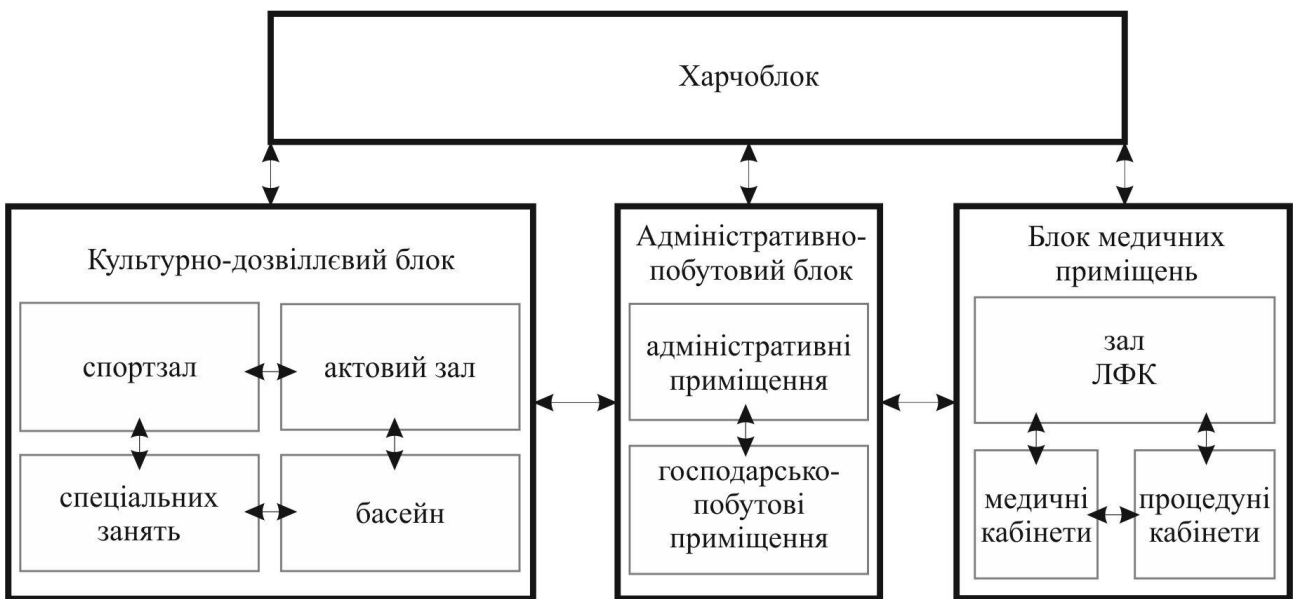 Харчоблок
Культурно-дозвіллєвий блок
спортзал
актовий зал
спеціальних
занять
басейн
Адміністративно-
побутовий блок
адміністративні
приміщення
господарсько-
побутові
приміщення
Блок медичних
приміщень
зал
ЛФК
медичні
кабінети
процедуні
кабінети